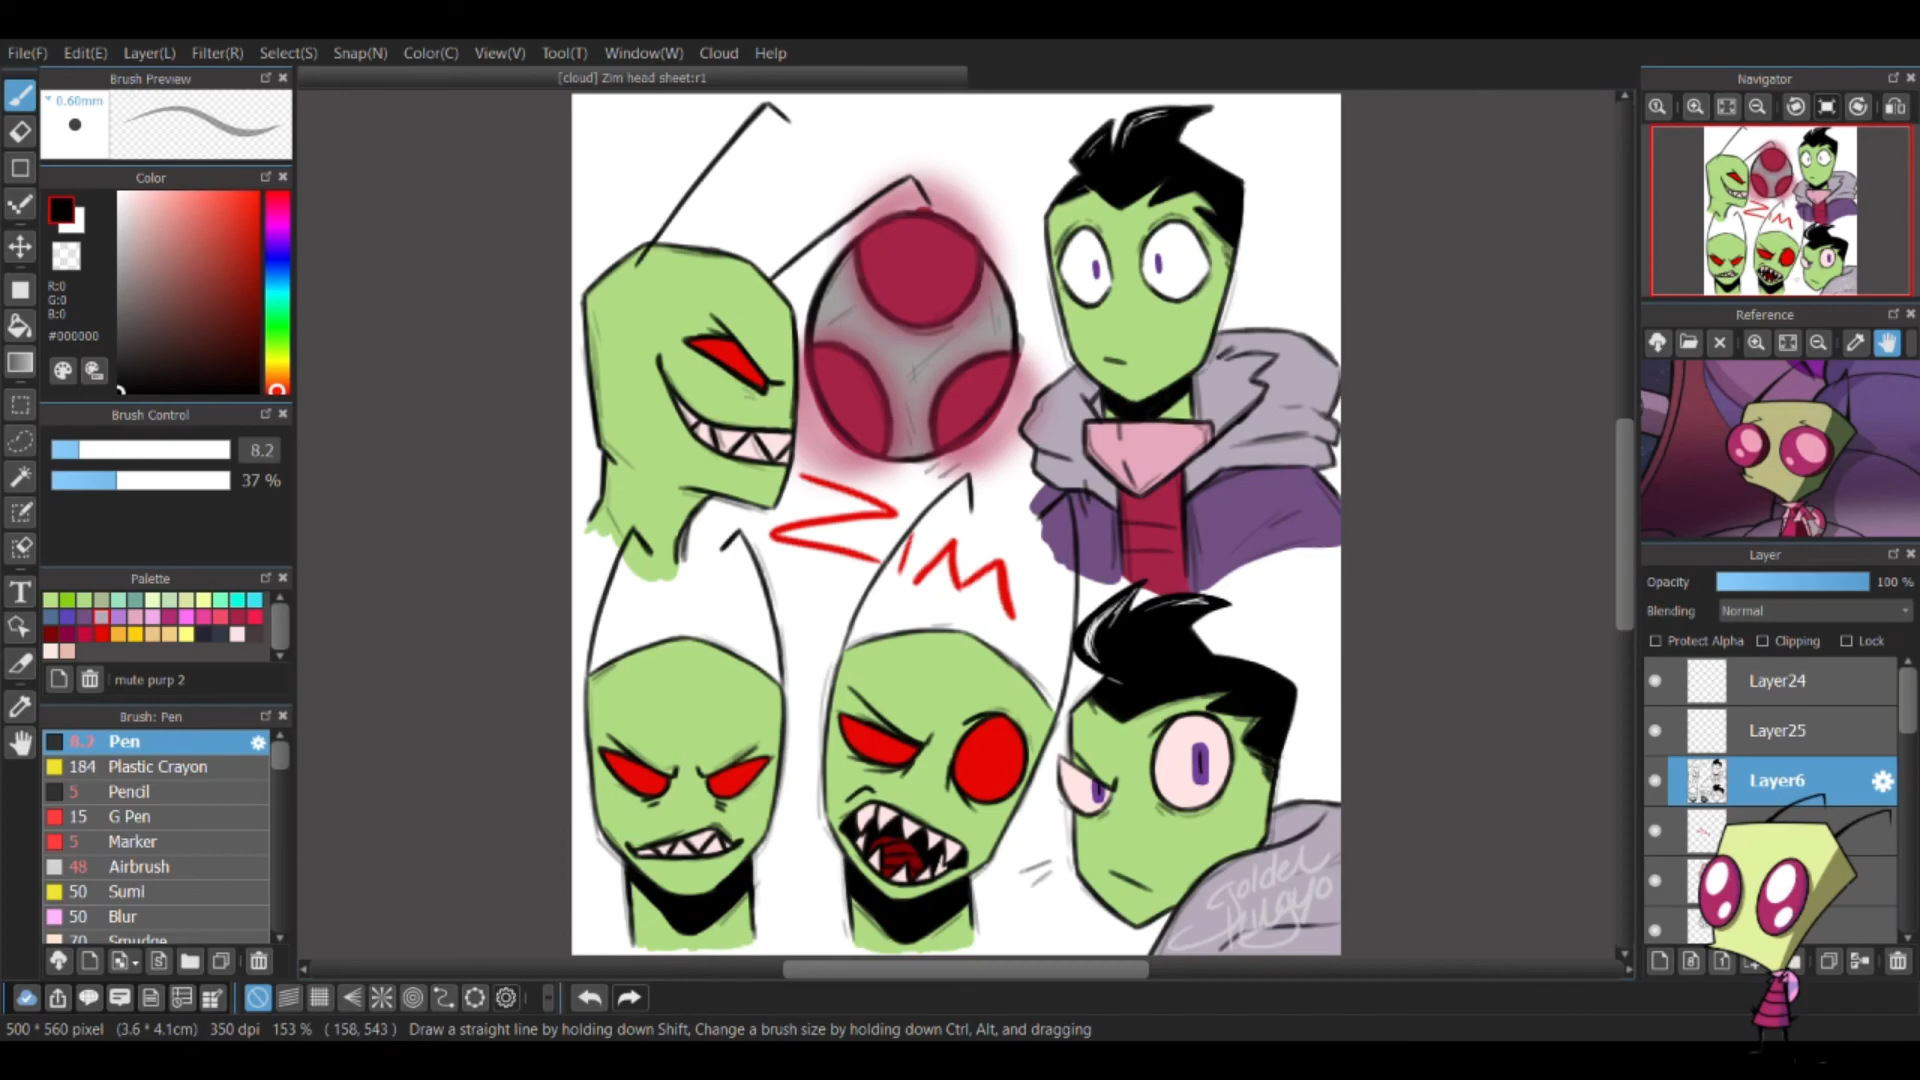 File(F) Edit(E) Layer(L) Filter(R) Select(S) Snap(N) Color(C) View(V) Tool(T) Window(W) Cloud Help
Brush Preview
[cloud] Zim head sheet:r1
Navigator
0.60mm
Color
R:0
G:0
B:0
#000000
Reference
Brush Control
8.2
37 %
Zim
Layer
Opacity 100 %
Blending Normal
Protect Alpha Clipping Lock
Palette
mute purp 2
Layer24
Layer25
Layer6
Brush: Pen
8.2 Pen
184 Plastic Crayon
5 Pencil
15 G Pen
5 Marker
48 Airbrush
50 Sumi
50 Blur
70 Smudge
T
500 * 560 pixel (3.6 * 4.1cm) 350 dpi 153 % ( 158, 543 ) Draw a straight line by holding down Shift, Change a brush size by holding down Ctrl, Alt, and dragging